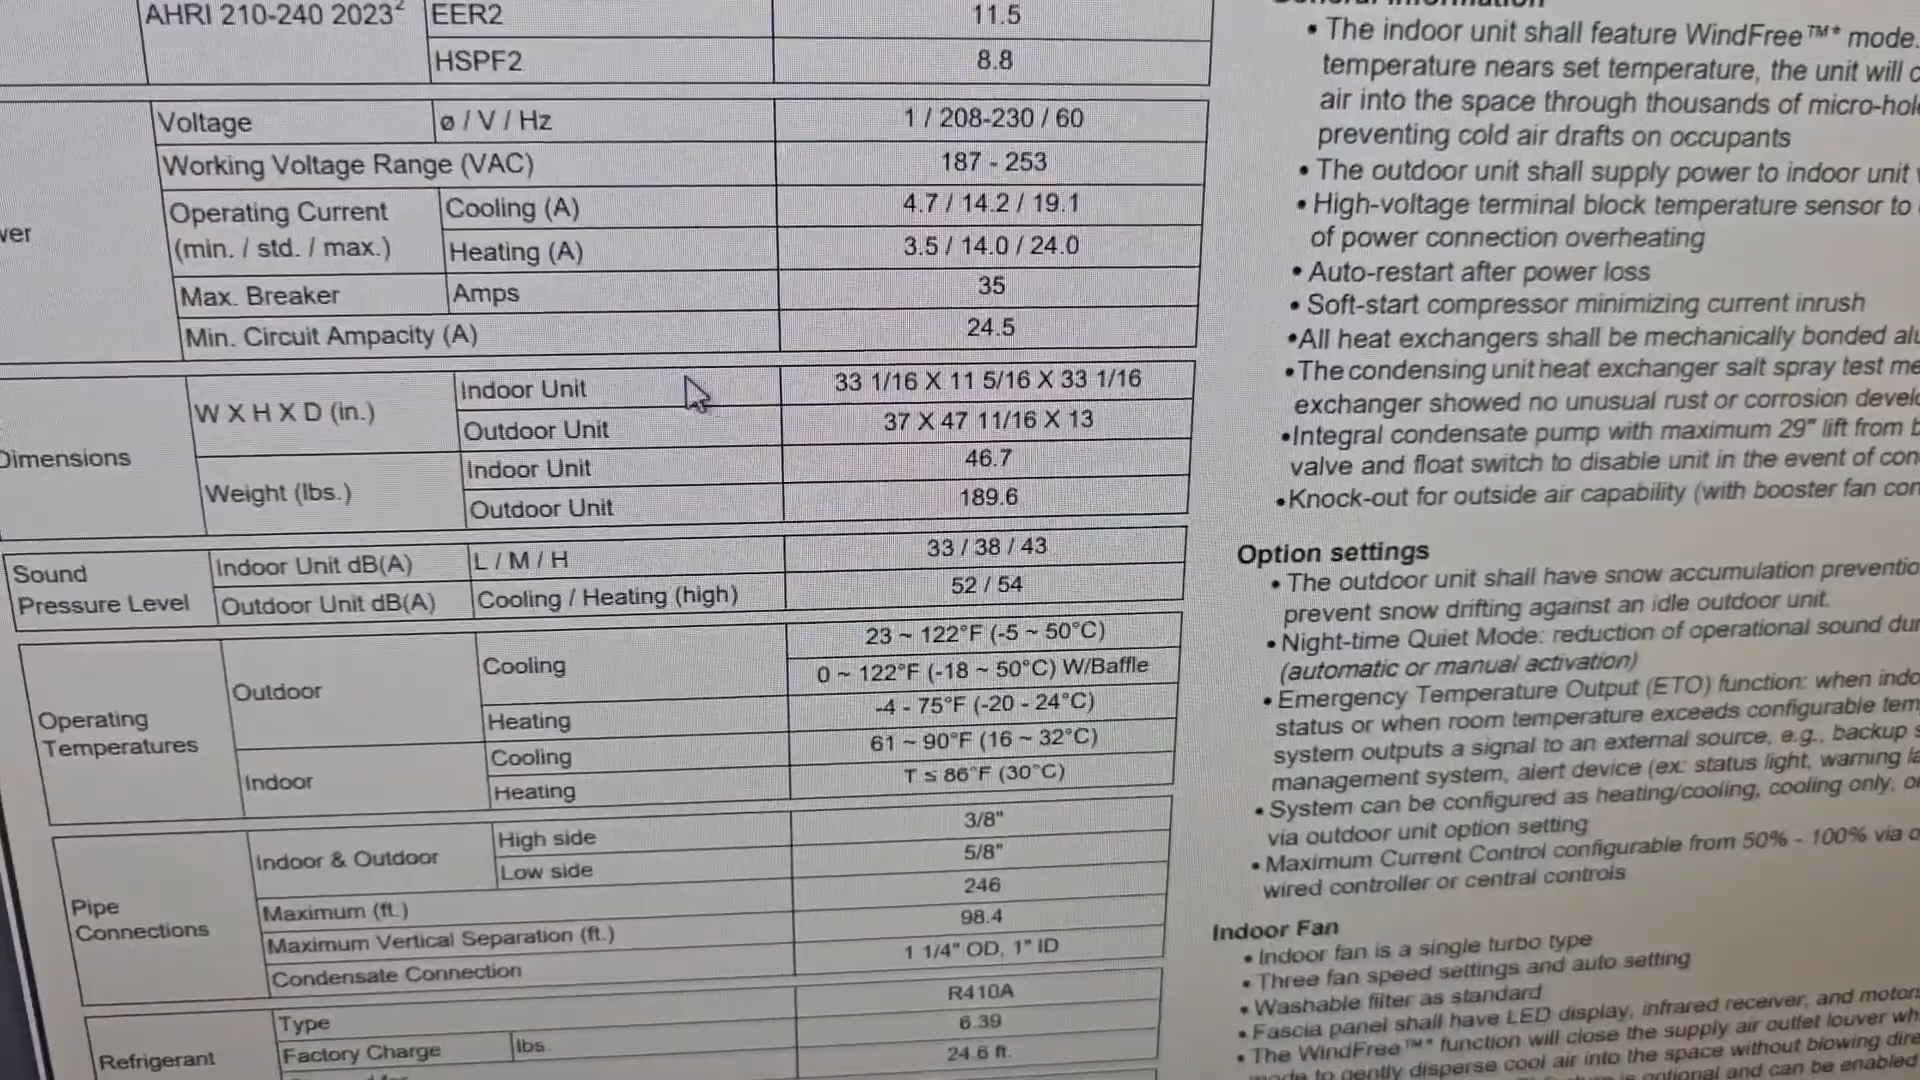 AHRI 210-240 2023² EER2 11.5
HSPF2 8.8
Voltage ø / V / Hz 1 / 208-230 / 60
Working Voltage Range (VAC) 187 - 253
Operating Current (min. / std. / max.) Cooling (A) 4.7 / 14.2 / 19.1
Heating (A) 3.5 / 14.0 / 24.0
Max. Breaker Amps 35
Min. Circuit Ampacity (A) 24.5
Dimensions
W X H X D (in.) Indoor Unit 33 1/16 X 11 5/16 X 33 1/16
Outdoor Unit 37 X 47 11/16 X 13
Weight (lbs.) Indoor Unit 46.7
Outdoor Unit 189.6
Sound Pressure Level
Indoor Unit dB(A) L / M / H 33 / 38 / 43
Outdoor Unit dB(A) Cooling / Heating (high) 52 / 54
Operating Temperatures
Outdoor Cooling 23 ~ 122°F (-5 ~ 50°C)
0 ~ 122°F (-18 ~ 50°C) W/Baffle
Heating -4 - 75°F (-20 - 24°C)
Indoor Cooling 61 ~ 90°F (16 ~ 32°C)
Heating T ≤ 86°F (30°C)
Pipe Connections
Indoor & Outdoor High side 3/8"
Low side 5/8"
Maximum (ft.) 246
Maximum Vertical Separation (ft.) 98.4
Condensate Connection 1 1/4" OD, 1" ID
Refrigerant
Type R410A
Factory Charge lbs. 6.39
24.6 ft.
General Information
• The indoor unit shall feature WindFree™* mode.
temperature nears set temperature, the unit will
air into the space through thousands of
preventing cold air drafts on occupants
• The outdoor unit shall supply power to indoor unit
• High-voltage terminal block temperature sensor to
of power connection overheating
• Auto-restart after power loss
• Soft-start compressor minimizing current inrush
•All heat exchangers shall be mechanically bonded
•The condensing unit heat exchanger salt spray test
exchanger showed no unusual rust or corrosion
•Integral condensate pump with maximum 29" lift from
valve and float switch to disable unit in the event of
•Knock-out for outside air capability (with booster fan
Option settings
• The outdoor unit shall have snow accumulation
prevent snow drifting against an idle outdoor unit.
• Night-time Quiet Mode: reduction of operational sound
(automatic or manual activation)
• Emergency Temperature Output (ETO) function: when
status or when room temperature exceeds configurable
system outputs a signal to an external source, e.g., backup
management system, alert device (ex: status light, warning
• System can be configured as heating/cooling, cooling only,
via outdoor unit option setting
• Maximum Current Control configurable from 50% - 100% via
wired controller or central controls
Indoor Fan
• Indoor fan is a single turbo type
• Three fan speed settings and auto setting
• Washable filter as standard
• Fascia panel shall have LED display, infrared receiver, and
• The WindFree™* function will close the supply air outlet louver
mode to gently disperse cool air into the space without blowing
optional and can be enabled